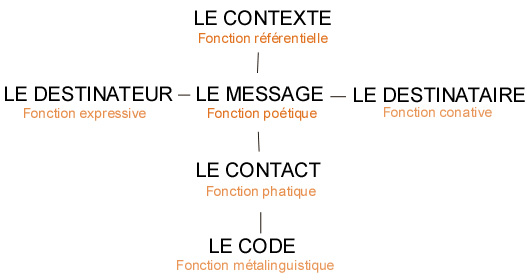 LE CONTEXTE
Fonction référentielle
LE DESTINATEUR – LE MESSAGE – LE DESTINATAIRE
Fonction expressive Fonction poétique Fonction conative
LE CONTACT
Fonction phatique
LE CODE
Fonction métalinguistique